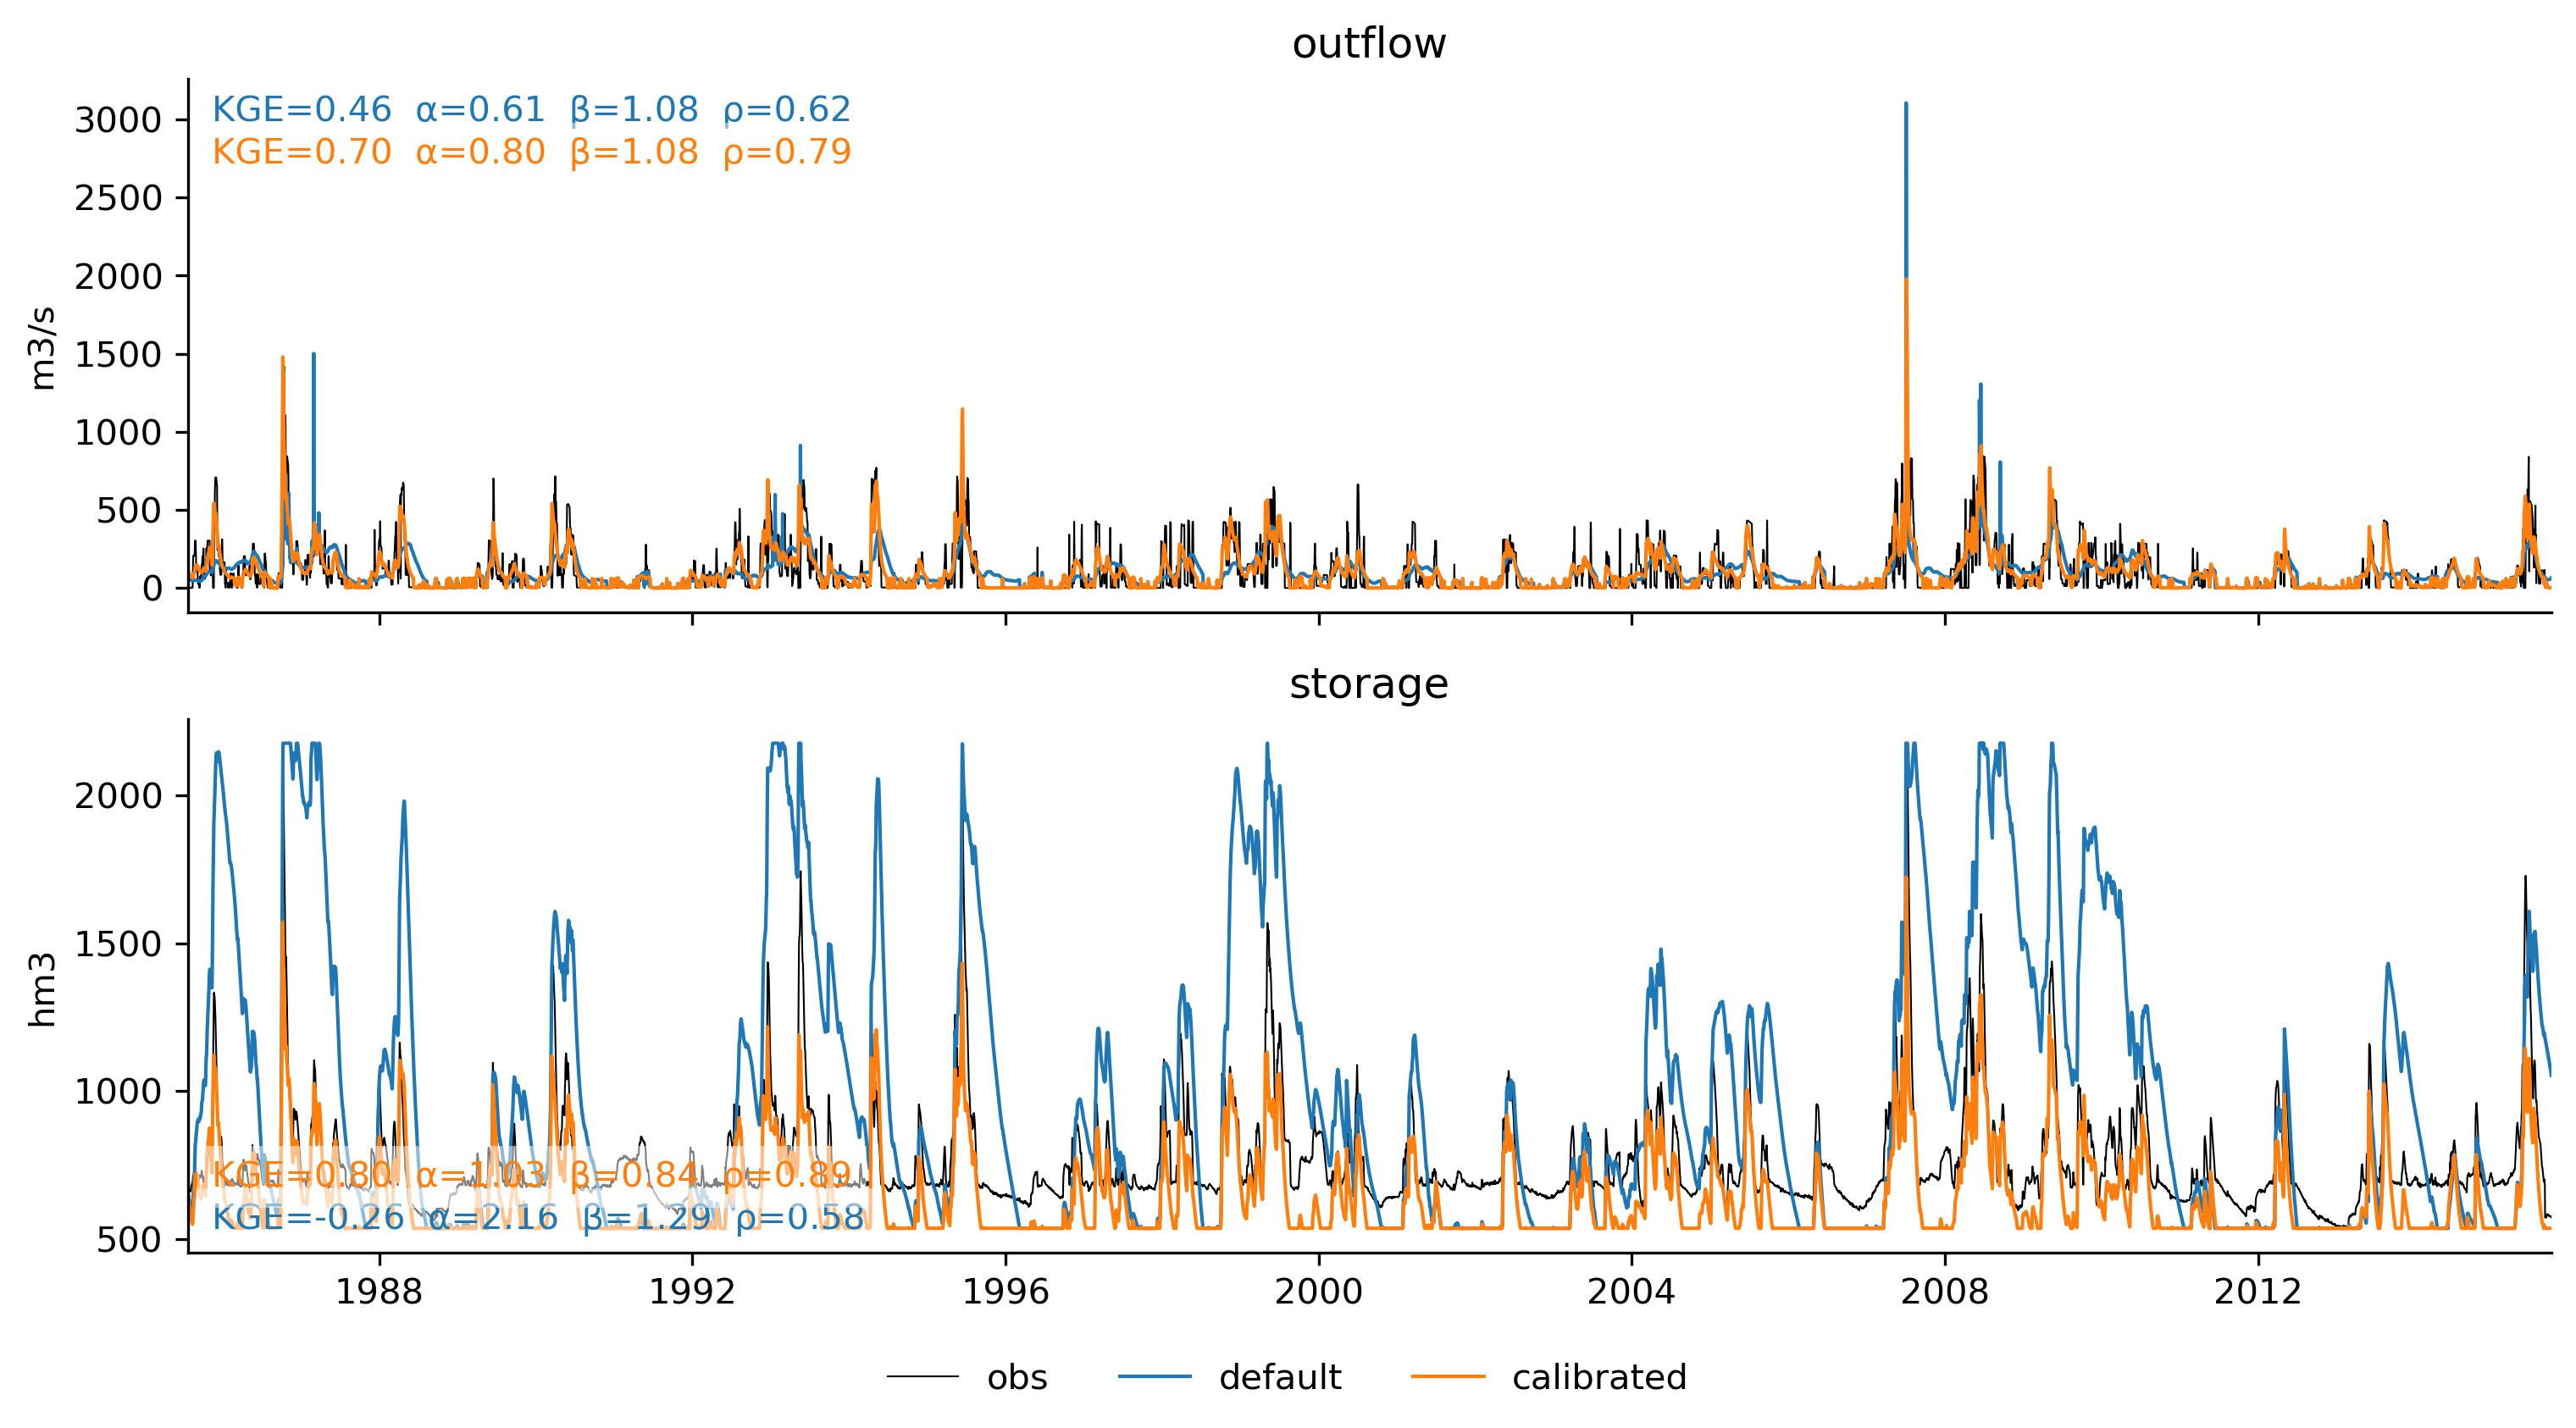 outflow
KGE=0.46 α=0.61 β=1.08 ρ=0.62
KGE=0.70 α=0.80 β=1.08 ρ=0.79
3000
2500
2000
1500
1000
500
0
m3/s
storage
2000
1500
1000
500
hm3
KGE=0.80 α=1.03 β=0.84 ρ=0.89
KGE=-0.26 α=2.16 β=1.29 ρ=0.58
1988 1992 1996 2000 2004 2008 2012
obs default calibrated